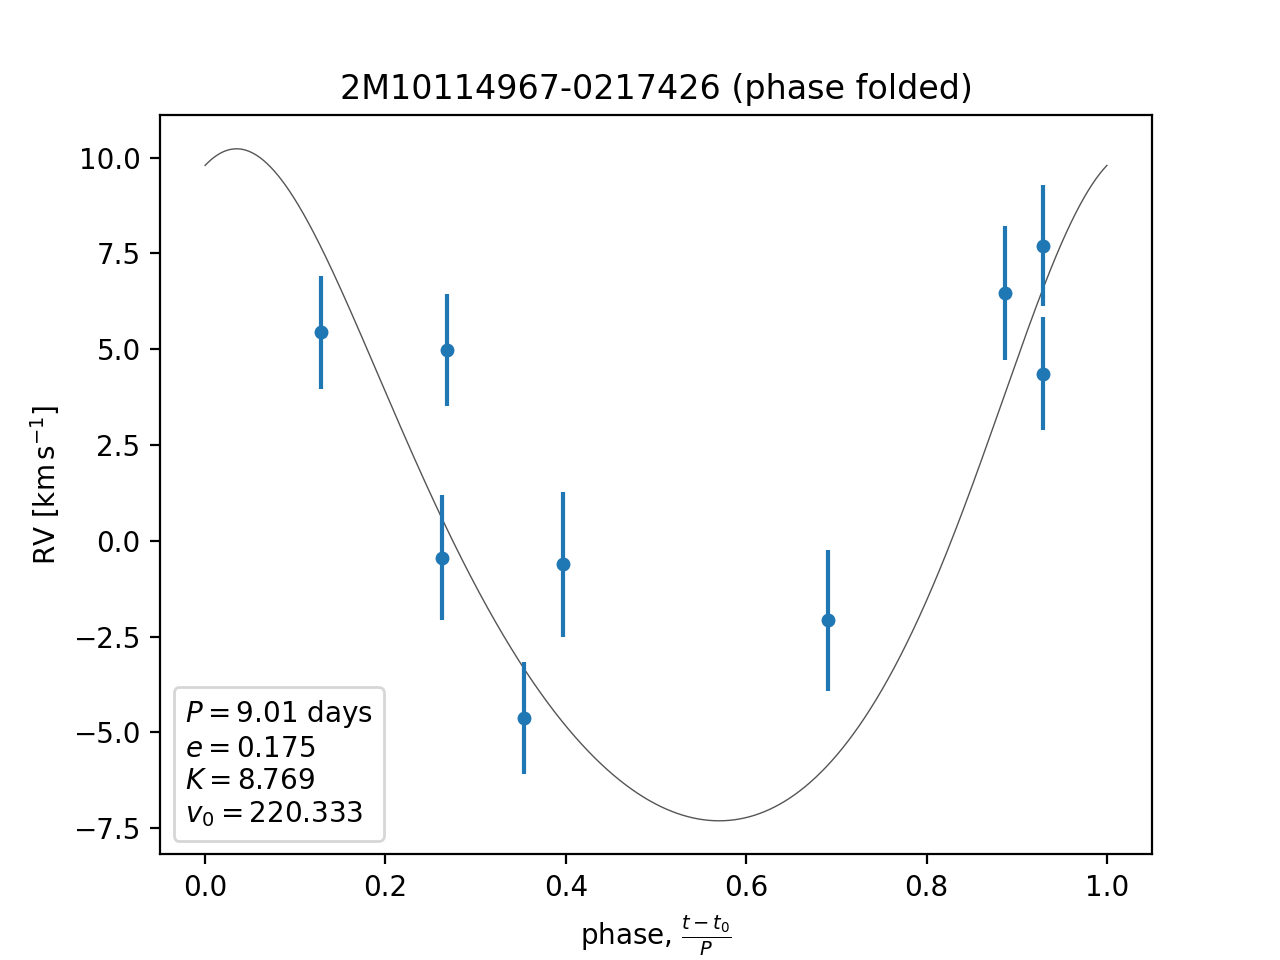 2M10114967-0217426 (phase folded)
RV [km s⁻¹]
10.0
7.5
5.0
2.5
0.0
−2.5
−5.0
−7.5
P = 9.01 days
e = 0.175
K = 8.769
v₀ = 220.333
0.0 0.2 0.4 0.6 0.8 1.0
phase, (t − t₀)/P